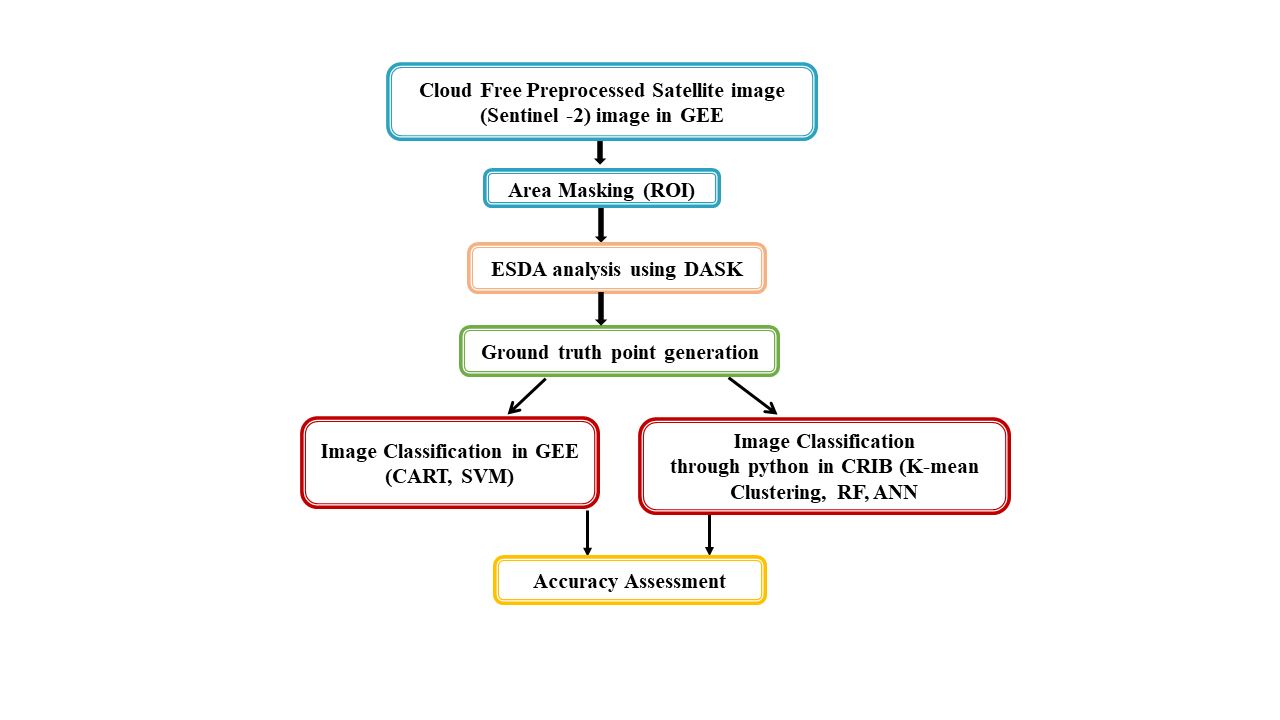 Cloud Free Preprocessed Satellite image
(Sentinel -2) image in GEE
Area Masking (ROI)
ESDA analysis using DASK
Ground truth point generation
Image Classification in GEE
(CART, SVM)
Image Classification
through python in CRIB (K-mean
Clustering, RF, ANN
Accuracy Assessment